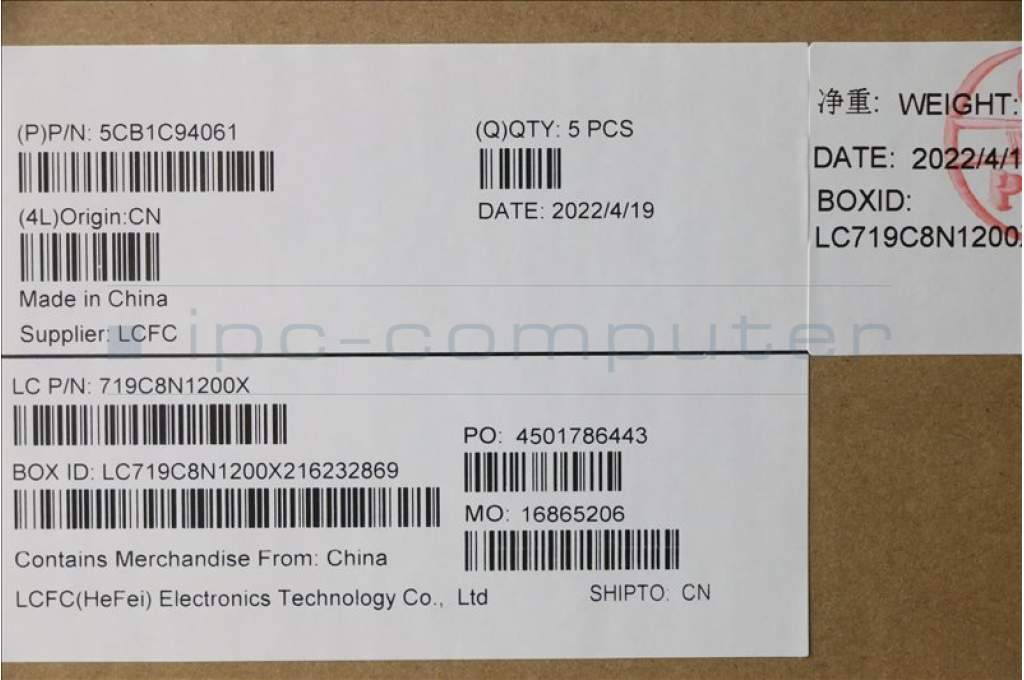 (P)P/N: 5CB1C94061
(Q)QTY: 5 PCS
DATE: 2022/4/19
(4L)Origin:CN
Made in China
Supplier: LCFC
净重: WEIGHT:
DATE: 2022/4/1
BOXID:
LC719C8N1200
ipc-computer
LC P/N: 719C8N1200X
BOX ID: LC719C8N1200X216232869
PO: 4501786443
MO: 16865206
Contains Merchandise From: China
LCFC(HeFei) Electronics Technology Co., Ltd
SHIPTO: CN